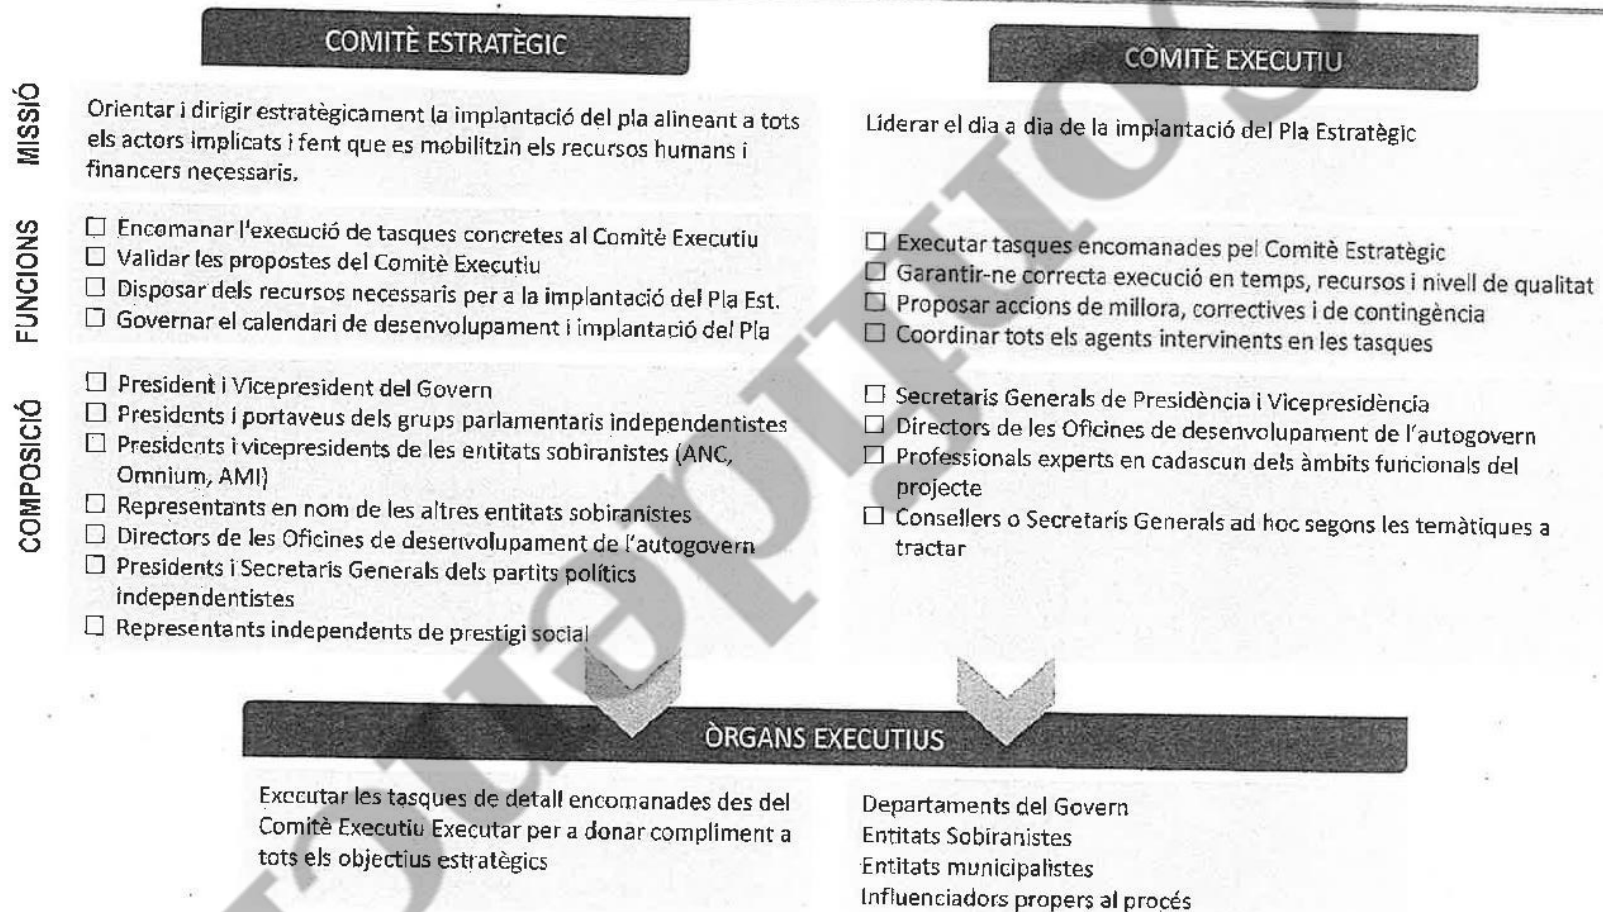 COMITÈ ESTRATÈGIC
COMITÈ EXECUTIU
MISSIÓ
Orientar i dirigir estratègicament la implantació del pla alineant a tots
els actors implicats i fent que es mobilitzin els recursos humans i
financers necessaris.
Liderar el dia a dia de la implantació del Pla Estratègic
FUNCIONS
☐ Encomanar l'execució de tasques concretes al Comitè Executiu
☐ Validar les propostes del Comitè Executiu
☐ Disposar dels recursos necessaris per a la implantació del Pla Est.
☐ Governar el calendari de desenvolupament i implantació del Pla
☐ Executar tasques encomanades pel Comitè Estratègic
☐ Garantir-ne correcta execució en temps, recursos i nivell de qualitat
☐ Proposar accions de millora, correctives i de contingència
☐ Coordinar tots els agents intervinents en les tasques
COMPOSICIÓ
☐ President i Vicepresident del Govern
☐ Presidents i portaveus dels grups parlamentaris independentistes
☐ Presidents i vicepresidents de les entitats sobiranistes (ANC,
Omnium, AMI)
☐ Representants en nom de les altres entitats sobiranistes
☐ Directors de les Oficines de desenvolupament de l'autogovern
☐ Presidents i Secretaris Generals dels partits polítics
independentistes
☐ Representants independents de prestigi social
☐ Secretaris Generals de Presidència i Vicepresidència
☐ Directors de les Oficines de desenvolupament de l'autogovern
☐ Professionals experts en cadascun dels àmbits funcionals del
projecte
☐ Consellers o Secretaris Generals ad hoc segons les temàtiques a
tractar
ÒRGANS EXECUTIUS
Executar les tasques de detall encomanades des del
Comitè Executiu Executar per a donar compliment a
tots els objectius estratègics
Departaments del Govern
Entitats Sobiranistes
Entitats municipalistes
Influenciadors propers al procés